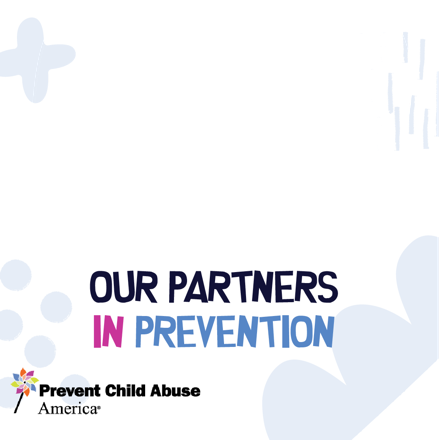 OUR PARTNERS
IN PREVENTION
Prevent Child Abuse
America®